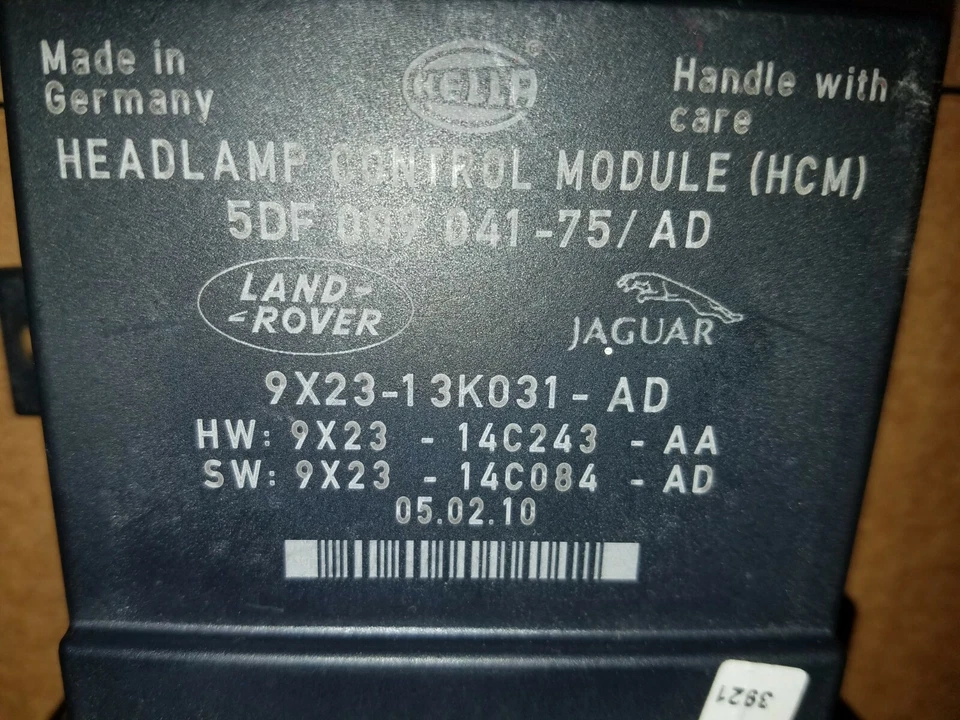 Made in
Germany
HELLA
®
Handle with
care
HEADLAMP CONTROL MODULE (HCM)
5DF 009 041-75/ AD
LAND-
-ROVER
JAGUAR
9X23-13K031- AD
HW: 9X23 - 14C243 - AA
SW: 9X23 - 14C084 - AD
05.02.10
3921